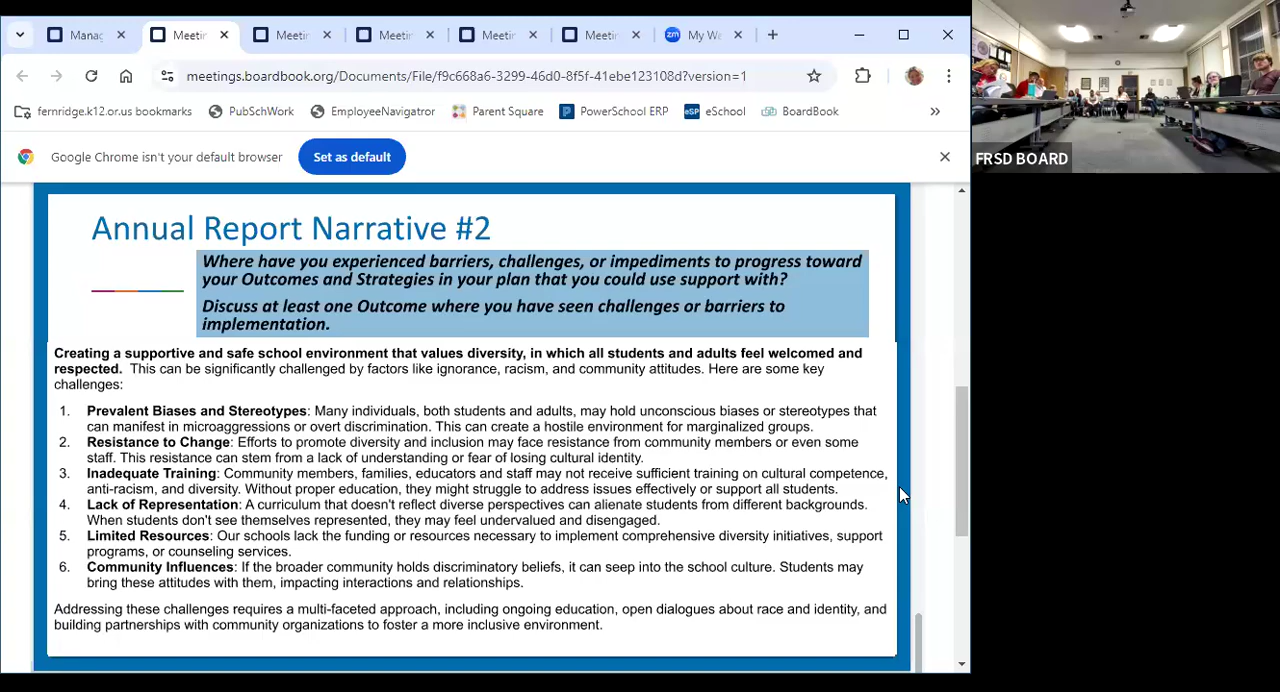 Manag
Meetin
Meetin
Meetin
Meetin
Meetin
zm My Wa
meetings.boardbook.org/Documents/File/f9c668a6-3299-46d0-8f5f-41ebe123108d?version=1
fernridge.k12.or.us bookmarks
PubSchWork
EmployeeNavigator
Parent Square
PowerSchool ERP
eSP eSchool
BoardBook
Google Chrome isn't your default browser
Set as default
FRSD BOARD
Annual Report Narrative #2
Where have you experienced barriers, challenges, or impediments to progress toward
your Outcomes and Strategies in your plan that you could use support with?
Discuss at least one Outcome where you have seen challenges or barriers to
implementation.
Creating a supportive and safe school environment that values diversity, in which all students and adults feel welcomed and
respected. This can be significantly challenged by factors like ignorance, racism, and community attitudes. Here are some key
challenges:
1. Prevalent Biases and Stereotypes: Many individuals, both students and adults, may hold unconscious biases or stereotypes that
can manifest in microaggressions or overt discrimination. This can create a hostile environment for marginalized groups.
2. Resistance to Change: Efforts to promote diversity and inclusion may face resistance from community members or even some
staff. This resistance can stem from a lack of understanding or fear of losing cultural identity.
3. Inadequate Training: Community members, families, educators and staff may not receive sufficient training on cultural competence,
anti-racism, and diversity. Without proper education, they might struggle to address issues effectively or support all students.
4. Lack of Representation: A curriculum that doesn't reflect diverse perspectives can alienate students from different backgrounds.
When students don't see themselves represented, they may feel undervalued and disengaged.
5. Limited Resources: Our schools lack the funding or resources necessary to implement comprehensive diversity initiatives, support
programs, or counseling services.
6. Community Influences: If the broader community holds discriminatory beliefs, it can seep into the school culture. Students may
bring these attitudes with them, impacting interactions and relationships.
Addressing these challenges requires a multi-faceted approach, including ongoing education, open dialogues about race and identity, and
building partnerships with community organizations to foster a more inclusive environment.